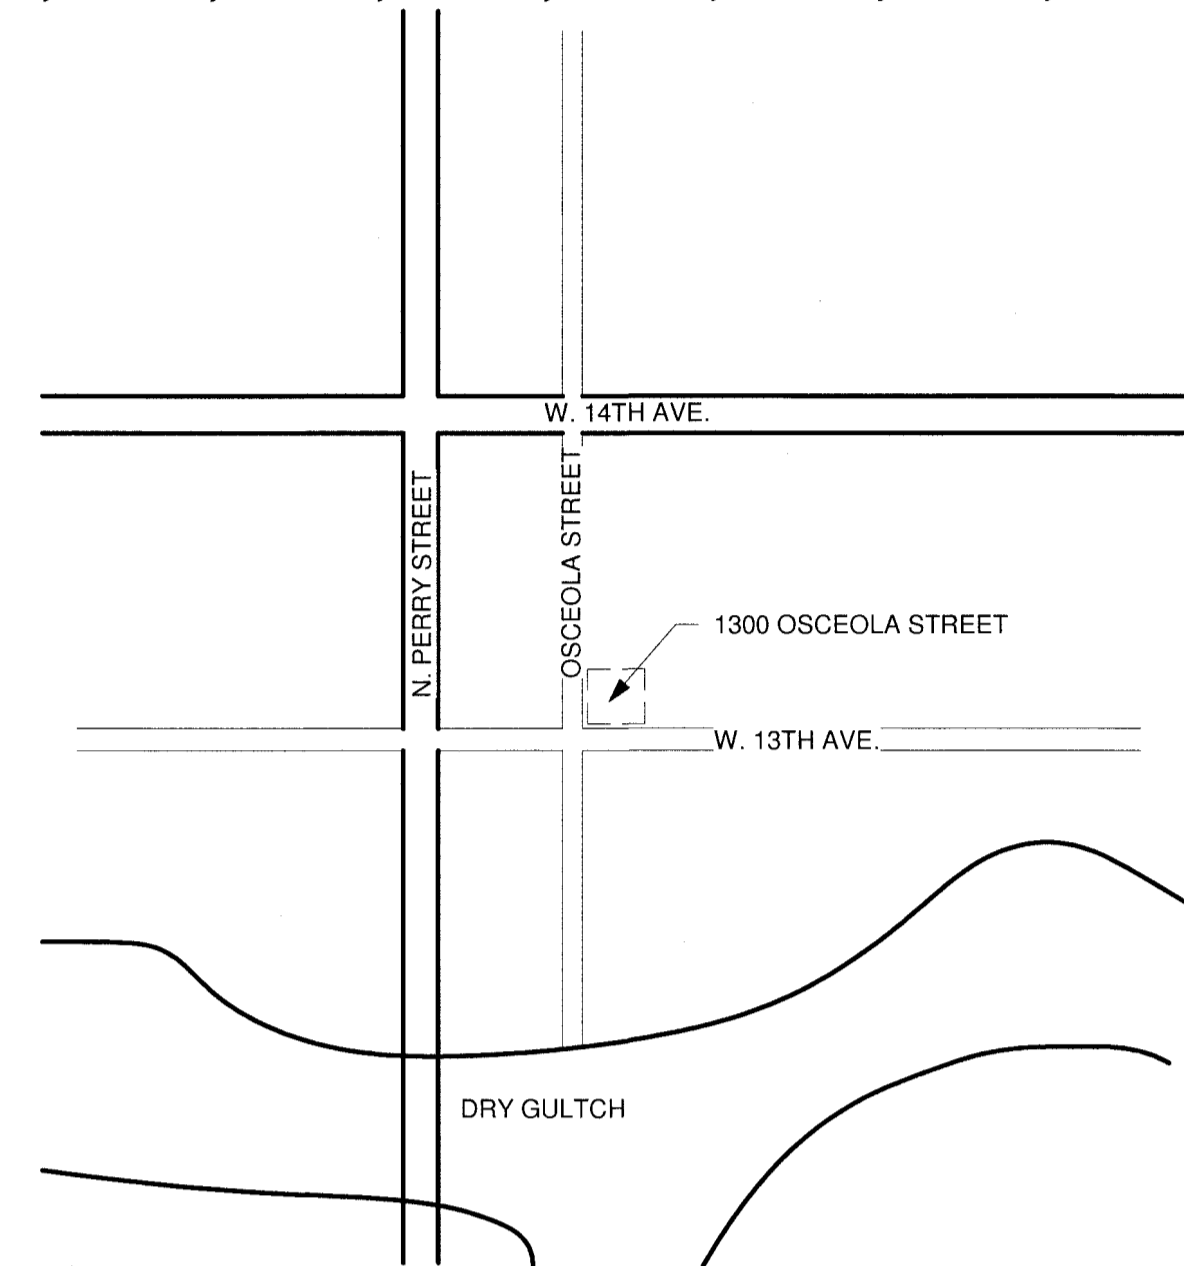 W. 14TH AVE.
N. PERRY STREET
OSCEOLA STREET
1300 OSCEOLA STREET
W. 13TH AVE.
DRY GULTCH